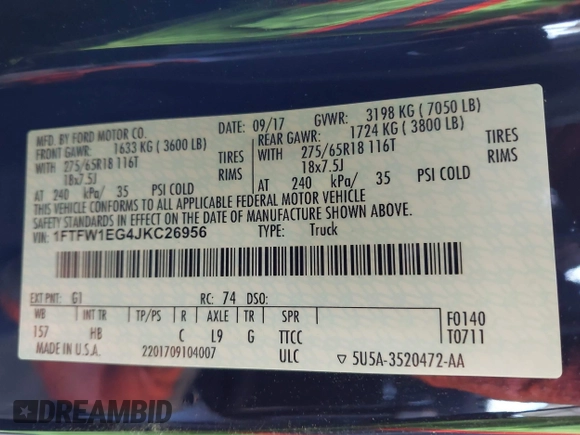 MFD. BY FORD MOTOR CO.
DATE: 09/17 GVWR: 3198 KG ( 7050 LB)
FRONT GAWR: 1633 KG ( 3600 LB)
REAR GAWR: 1724 KG ( 3800 LB)
WITH 275/65R18 116T TIRES
WITH 275/65R18 116T TIRES
18x7.5J RIMS
18x7.5J RIMS
AT 240 kPa/ 35 PSI COLD
AT 240 kPa/ 35 PSI COLD
THIS VEHICLE CONFORMS TO ALL APPLICABLE FEDERAL MOTOR VEHICLE
SAFETY STANDARDS IN EFFECT ON THE DATE OF MANUFACTURE SHOWN ABOVE.
VIN: 1FTFW1EG4JKC26956 TYPE: Truck
EXT PNT: G1 RC: 74 DSO:
WB INT TR TP/PS R AXLE TR SPR F0140
157 HB C L9 G TTCC T0711
MADE IN U.S.A. 2201709104007 ULC ▽ 5U5A-3520472-AA
DREAMBID